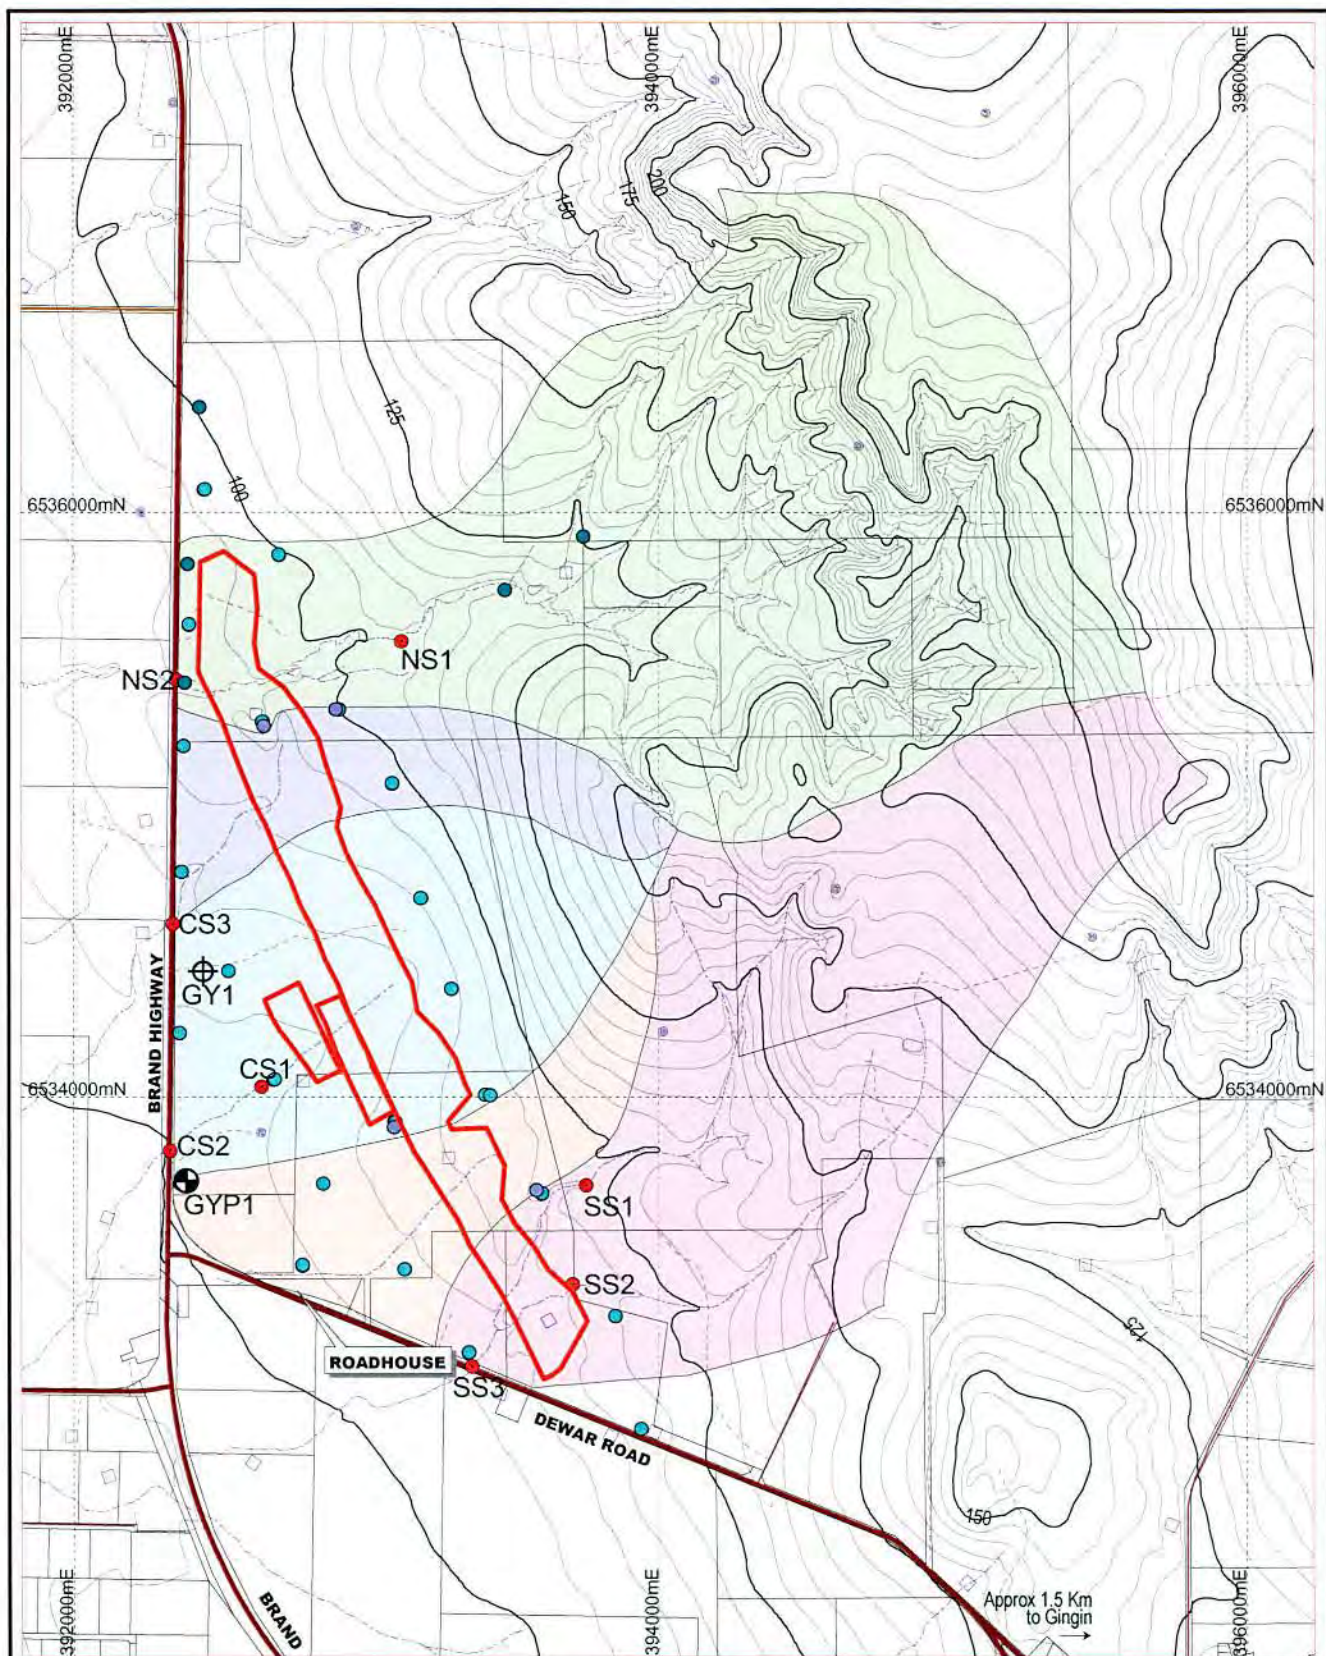 392000mE
394000mE
396000mE
200
175
150
125
100
6536000mN
6536000mN
NS1
NS2
CS3
GY1
BRAND HIGHWAY
CS1
6534000mN
6534000mN
CS2
GYP1
SS1
SS2
ROADHOUSE
SS3
DEWAR ROAD
125
150
BRAND
Approx 1.5 Km
to Gingin
392000mE
394000mE
396000mE